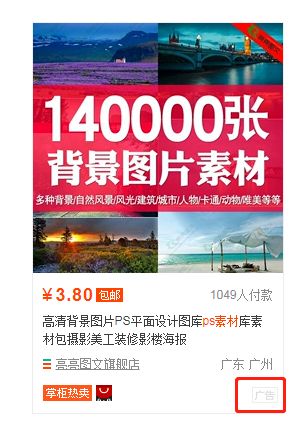 140000张
背景图片素材
多种背景/自然风景/风光/建筑/城市/人物/卡通/动物/唯美等等
¥3.80 包邮 1049人付款
高清背景图片PS平面设计图库ps素材库素
材包摄影美工装修影楼海报
亮亮图文旗舰店 广东 广州
掌柜热卖
广告